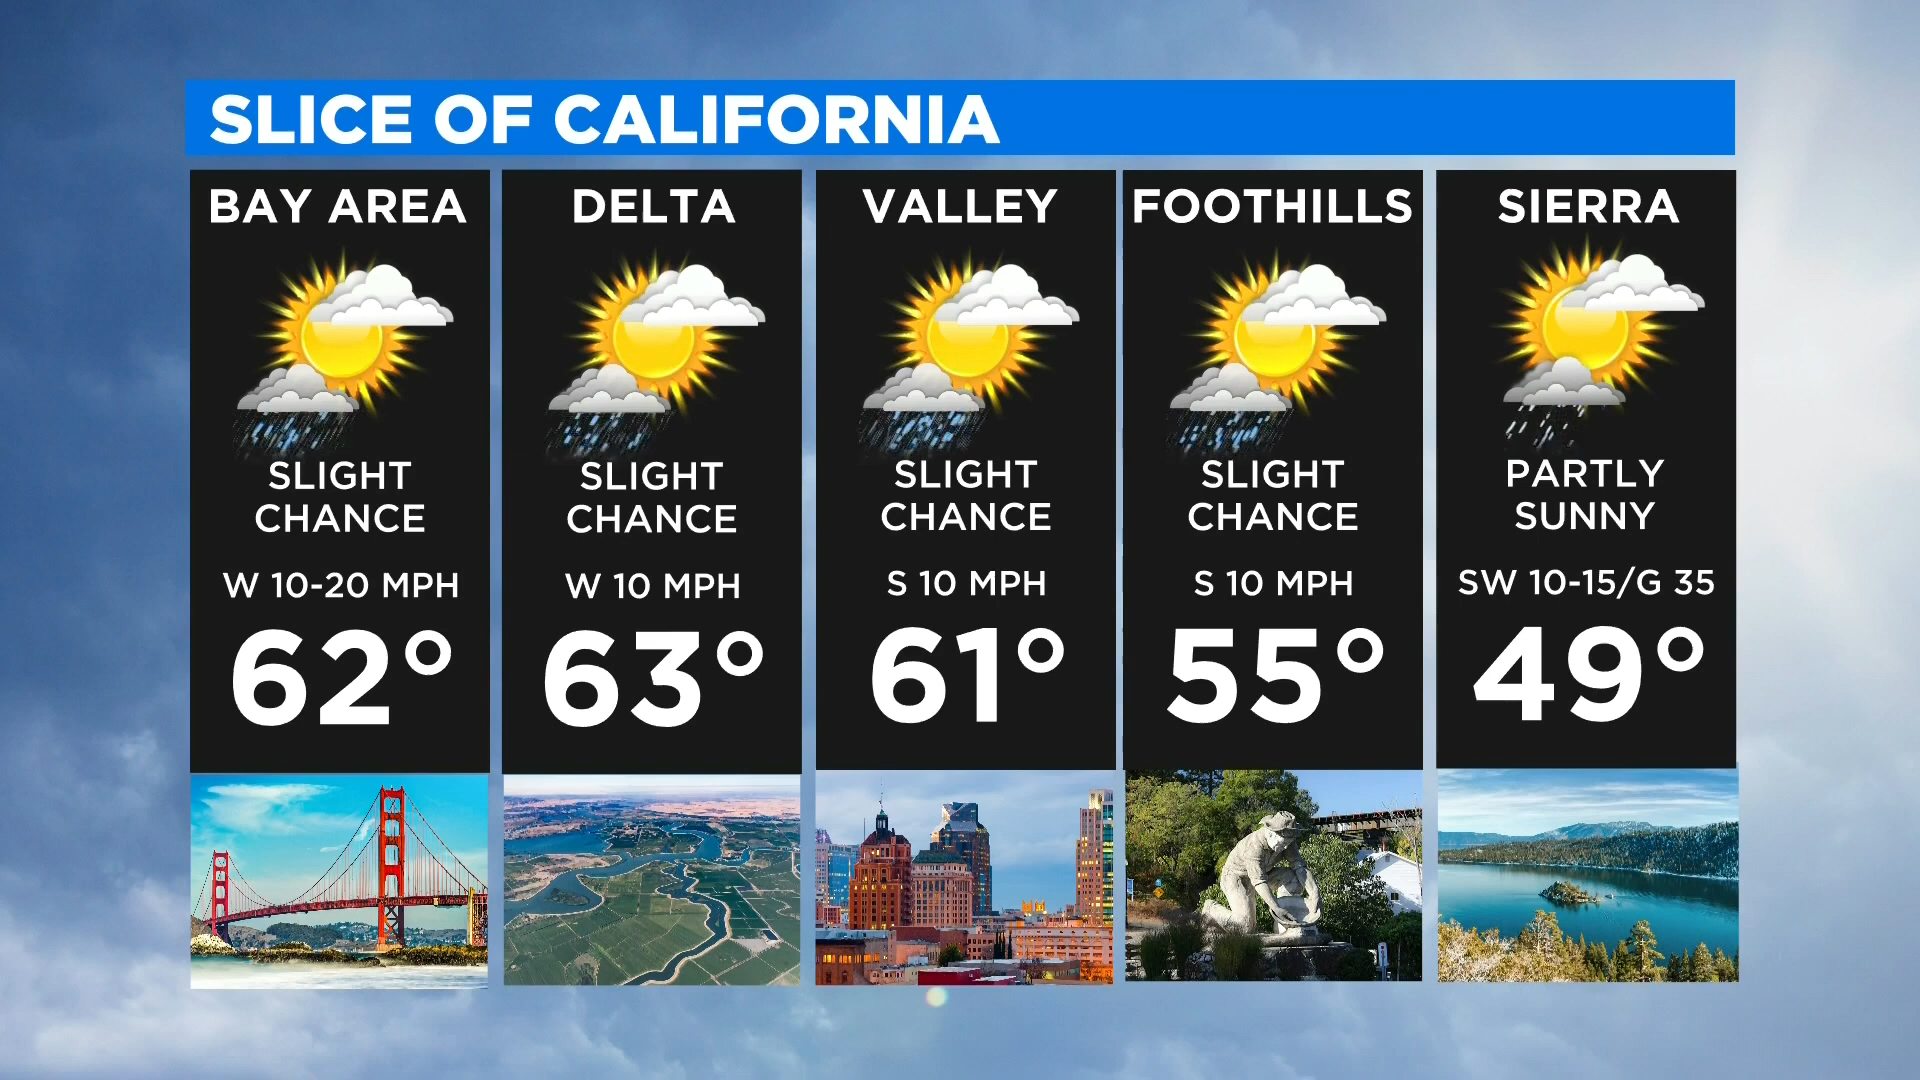 SLICE OF CALIFORNIA
BAY AREA
SLIGHT
CHANCE
W 10-20 MPH
62°
DELTA
SLIGHT
CHANCE
W 10 MPH
63°
VALLEY
SLIGHT
CHANCE
S 10 MPH
61°
FOOTHILLS
SLIGHT
CHANCE
S 10 MPH
55°
SIERRA
PARTLY
SUNNY
SW 10-15/G 35
49°